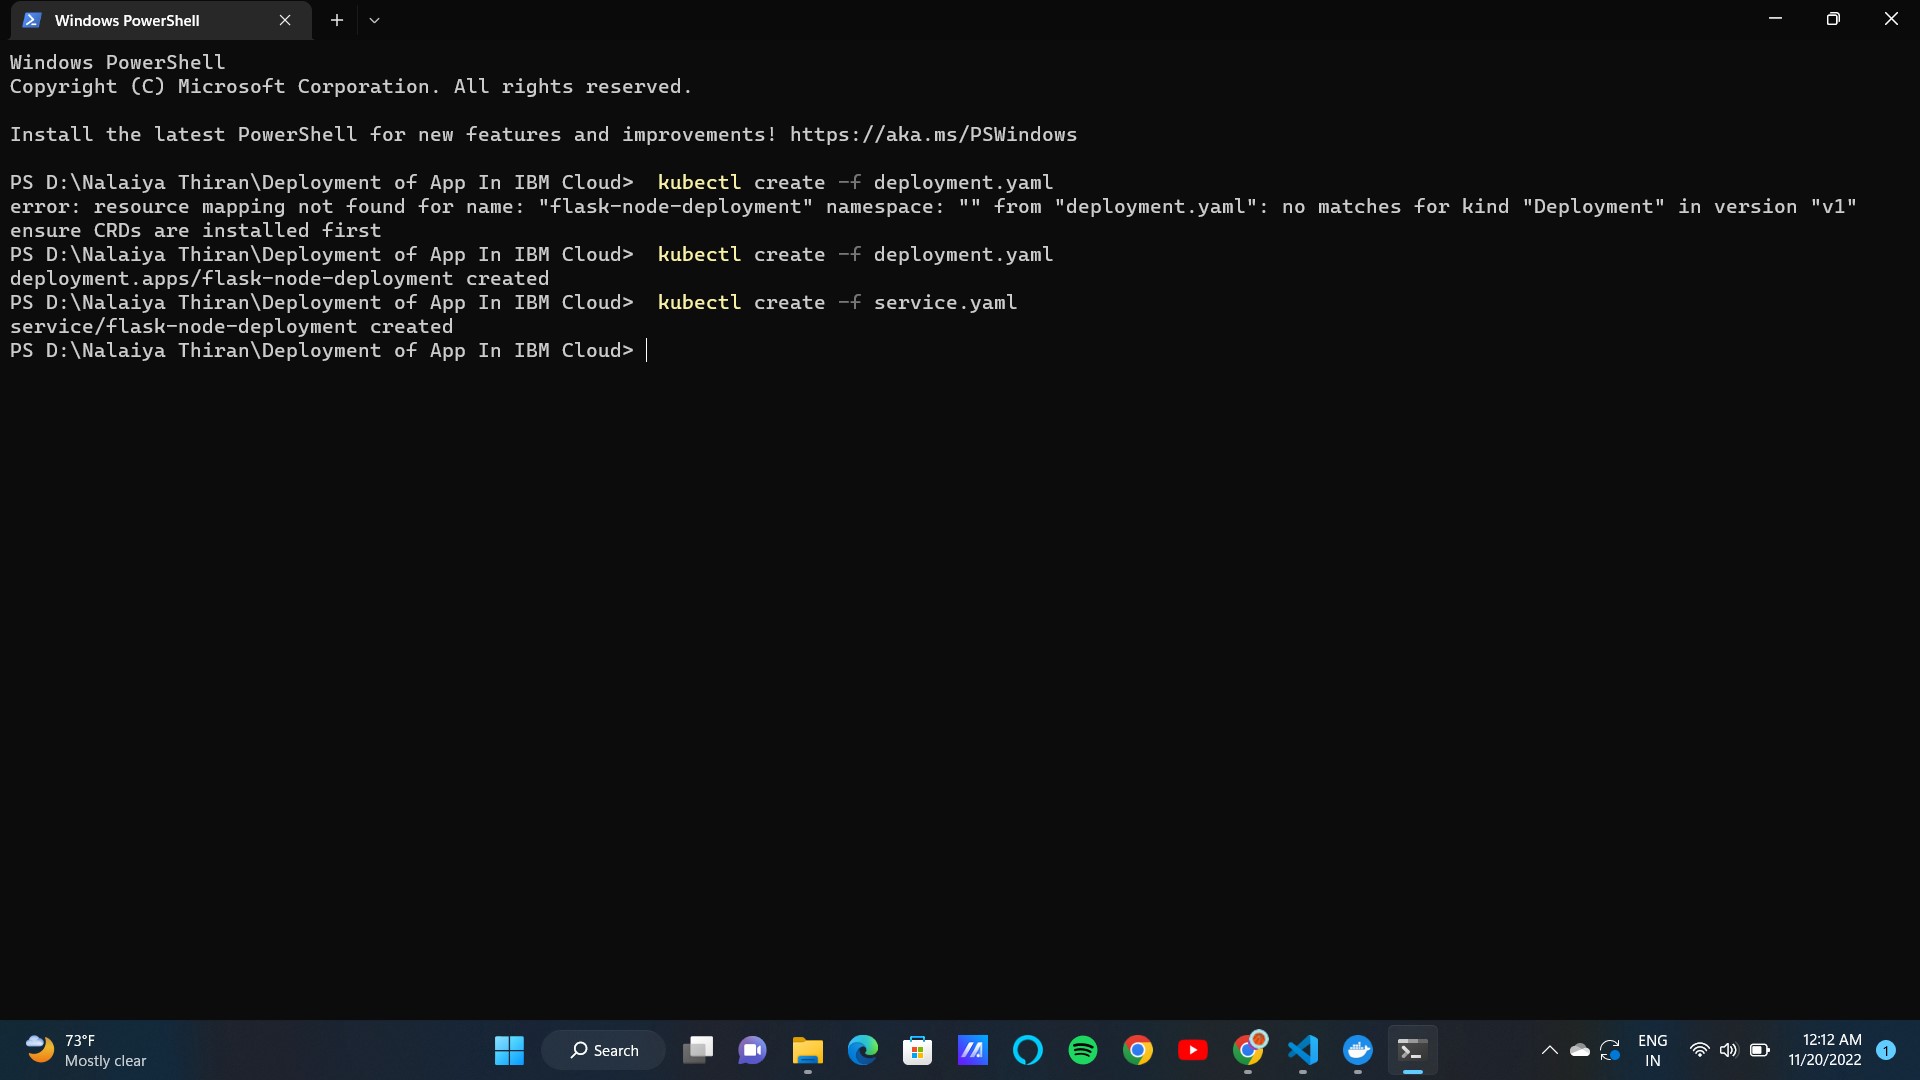 Windows PowerShell
Windows PowerShell
Copyright (C) Microsoft Corporation. All rights reserved.
Install the latest PowerShell for new features and improvements! https://aka.ms/PSWindows
PS D:\Nalaiya Thiran\Deployment of App In IBM Cloud>  kubectl create -f deployment.yaml
error: resource mapping not found for name: "flask-node-deployment" namespace: "" from "deployment.yaml": no matches for kind "Deployment" in version "v1"
ensure CRDs are installed first
PS D:\Nalaiya Thiran\Deployment of App In IBM Cloud>  kubectl create -f deployment.yaml
deployment.apps/flask-node-deployment created
PS D:\Nalaiya Thiran\Deployment of App In IBM Cloud>  kubectl create -f service.yaml
service/flask-node-deployment created
PS D:\Nalaiya Thiran\Deployment of App In IBM Cloud>
73°F
Mostly clear
Search
ENG
IN
12:12 AM
11/20/2022
1